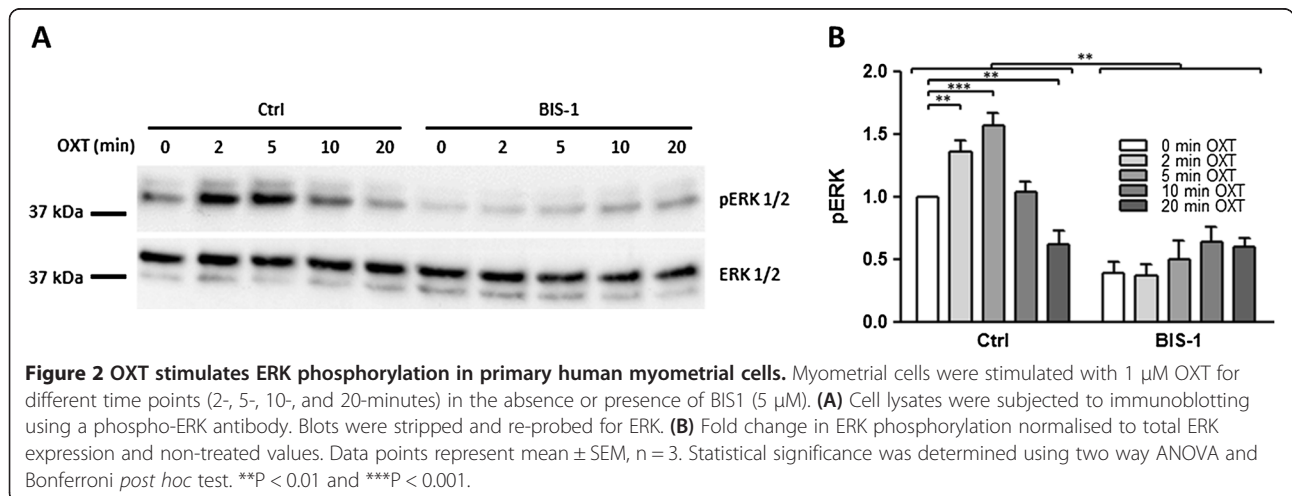 A
Ctrl BIS-1
OXT (min) 0 2 5 10 20 0 2 5 10 20
37 kDa pERK 1/2
37 kDa ERK 1/2
B
**
**
***
**
2.0
1.5
1.0
0.5
0.0
pERK
0 min OXT
2 min OXT
5 min OXT
10 min OXT
20 min OXT
Ctrl BIS-1
Figure 2 OXT stimulates ERK phosphorylation in primary human myometrial cells. Myometrial cells were stimulated with 1 μM OXT for
different time points (2-, 5-, 10-, and 20-minutes) in the absence or presence of BIS1 (5 μM). (A) Cell lysates were subjected to immunoblotting
using a phospho-ERK antibody. Blots were stripped and re-probed for ERK. (B) Fold change in ERK phosphorylation normalised to total ERK
expression and non-treated values. Data points represent mean ± SEM, n = 3. Statistical significance was determined using two way ANOVA and
Bonferroni post hoc test. **P < 0.01 and ***P < 0.001.